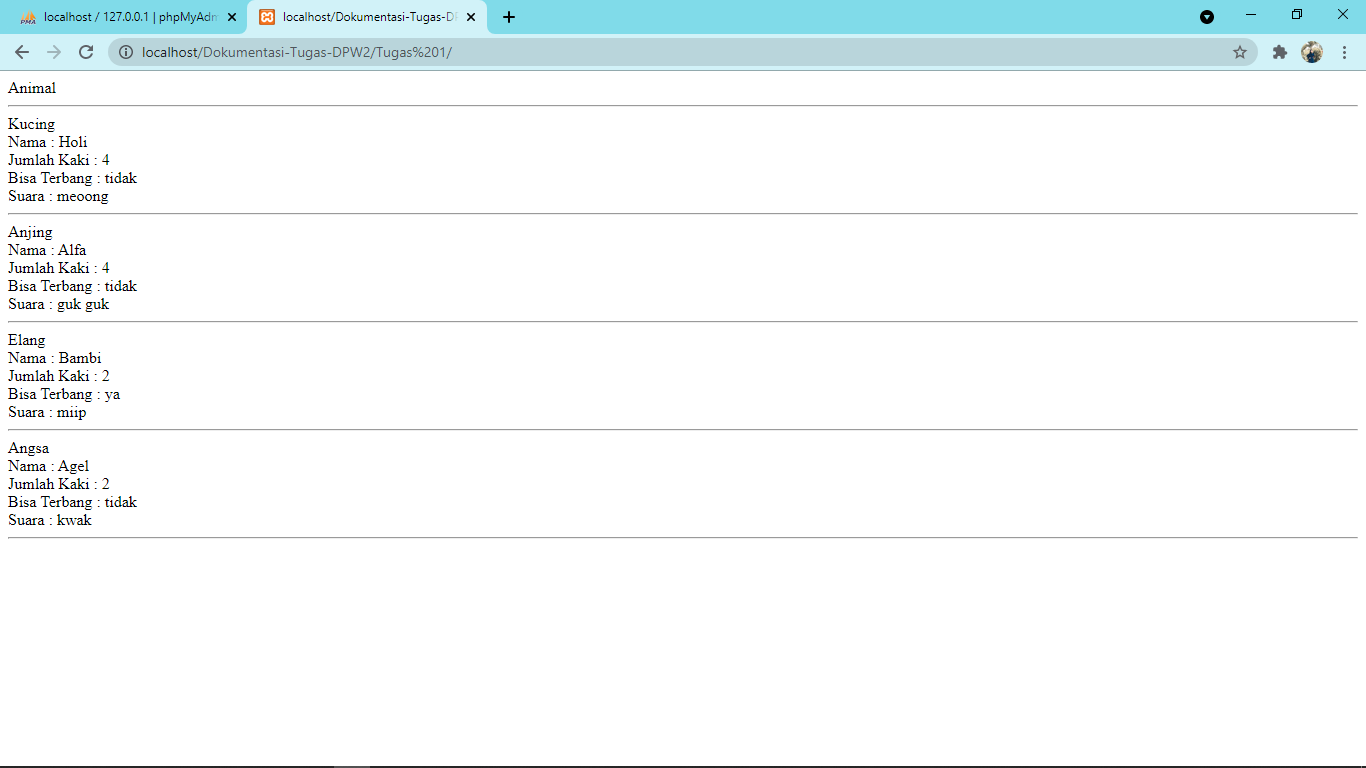 localhost / 127.0.0.1 | phpMyAdm
localhost/Dokumentasi-Tugas-DP
localhost/Dokumentasi-Tugas-DPW2/Tugas%201/
Animal
Kucing
Nama : Holi
Jumlah Kaki : 4
Bisa Terbang : tidak
Suara : meoong
Anjing
Nama : Alfa
Jumlah Kaki : 4
Bisa Terbang : tidak
Suara : guk guk
Elang
Nama : Bambi
Jumlah Kaki : 2
Bisa Terbang : ya
Suara : miip
Angsa
Nama : Agel
Jumlah Kaki : 2
Bisa Terbang : tidak
Suara : kwak